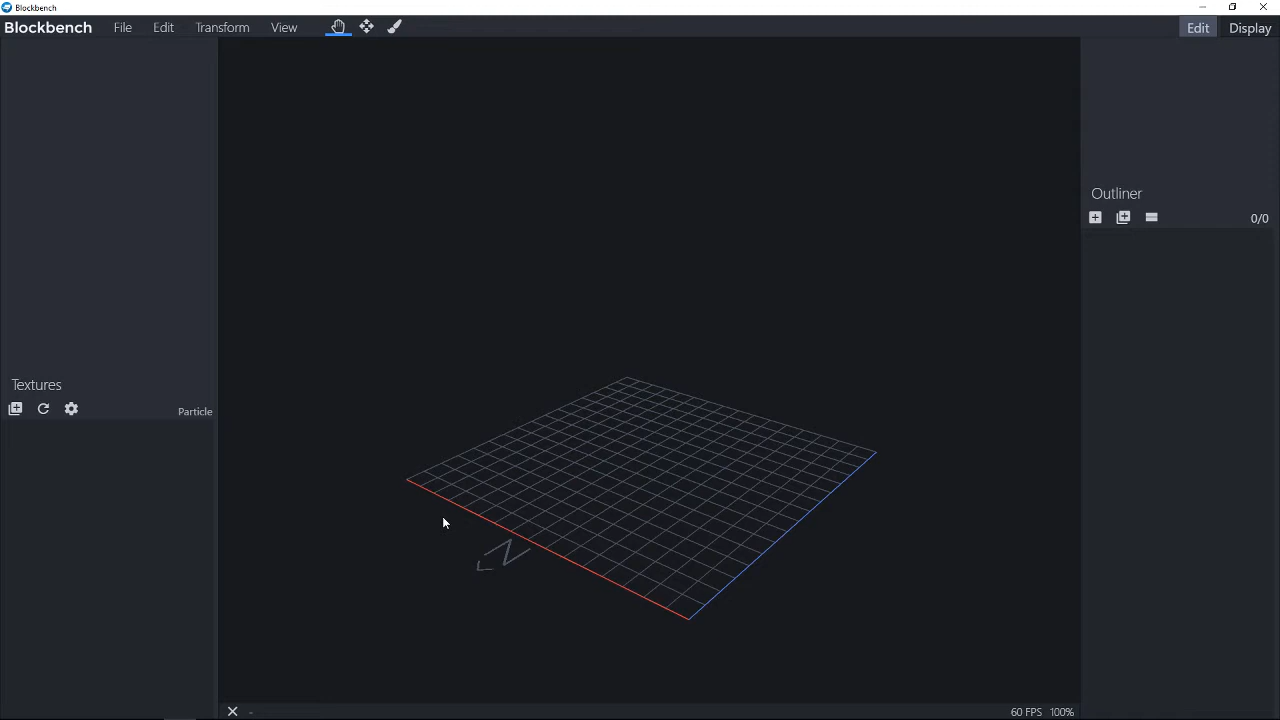 Blockbench
Blockbench File Edit Transform View Edit Display
Outliner
0/0
Textures
Particle
N
- 60 FPS 100%